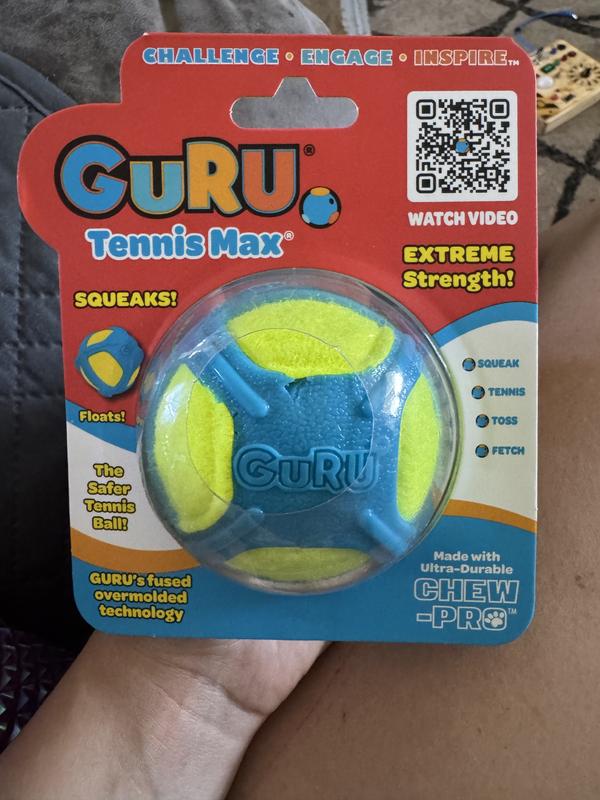 CHALLENGE • ENGAGE • INSPIRE™
GURU®
Tennis Max®
WATCH VIDEO
EXTREME
Strength!
SQUEAKS!
Floats!
The
Safer
Tennis
Ball!
GURU's fused
overmolded
technology
GURU
SQUEAK
TENNIS
TOSS
FETCH
Made with
Ultra-Durable
CHEW
-PRO™